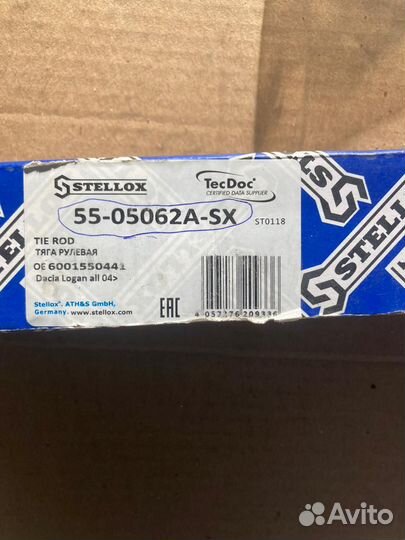 STELLOX
TecDoc
CERTIFIED DATA SUPPLIER
55-05062A-SX
ST0118
TIE ROD
ТЯГА РУЛЕВАЯ
OE 6001550441
Dacia Logan all 04>
Stellox® ATH&S GmbH,
Germany. www.stellox.com
EAC
STELLOX
Avito